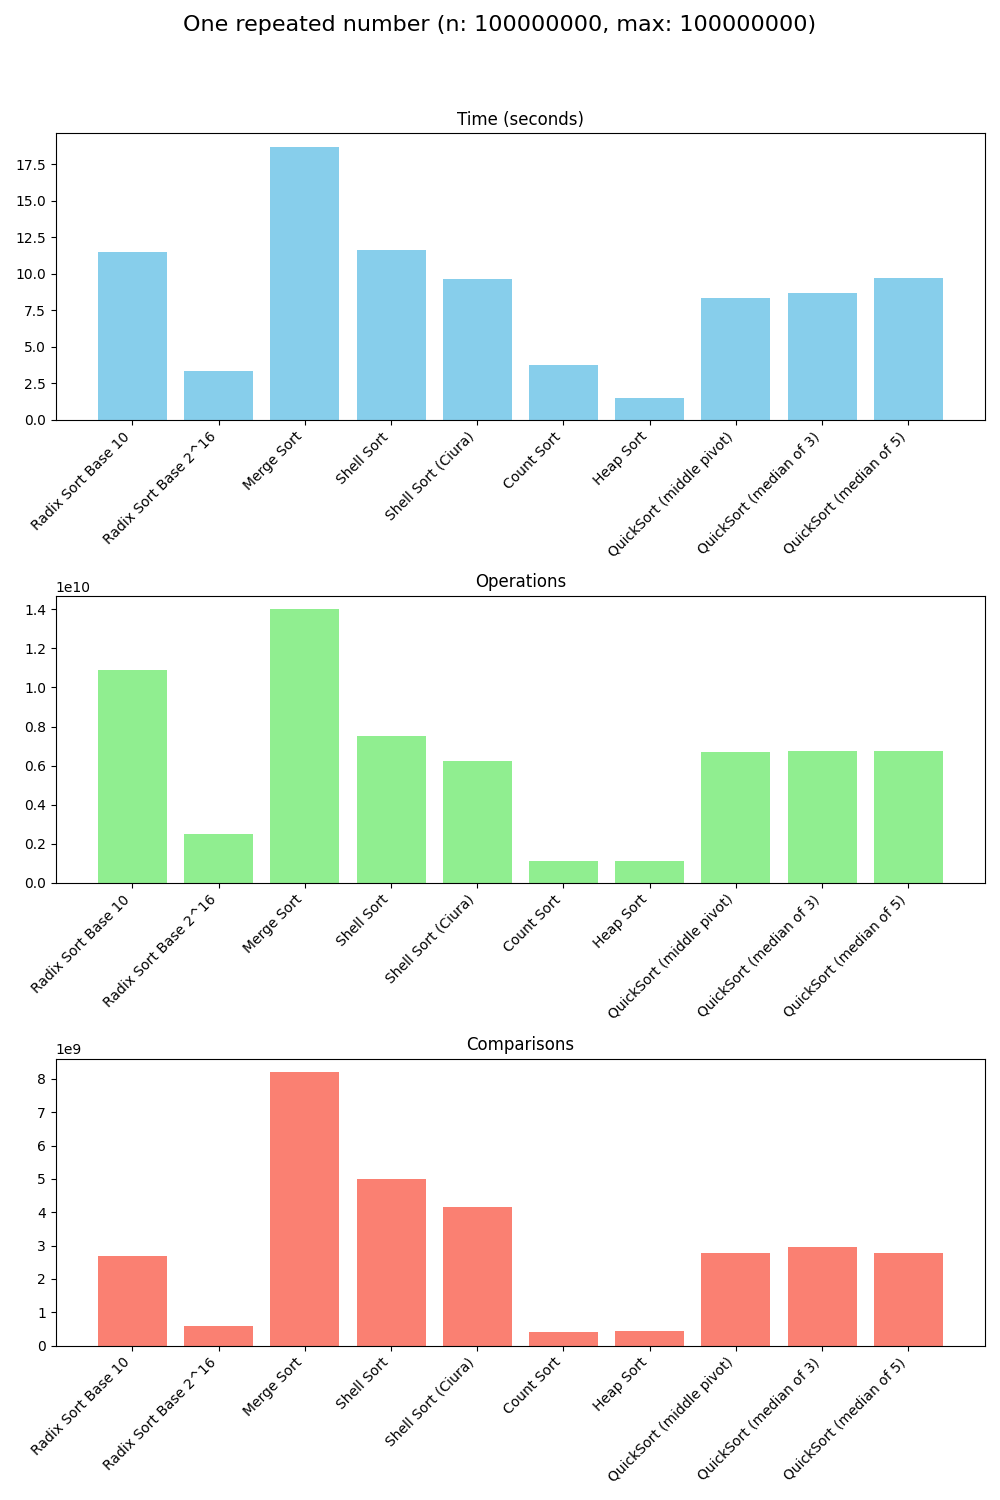 One repeated number (n: 100000000, max: 100000000)
Time (seconds)
17.5
15.0
12.5
10.0
7.5
5.0
2.5
0.0
Radix Sort Base 10
Radix Sort Base 2^16
Merge Sort
Shell Sort
Shell Sort (Ciura)
Count Sort
Heap Sort
QuickSort (middle pivot)
QuickSort (median of 3)
QuickSort (median of 5)
Operations
1e10
1.4
1.2
1.0
0.8
0.6
0.4
0.2
0.0
Radix Sort Base 10
Radix Sort Base 2^16
Merge Sort
Shell Sort
Shell Sort (Ciura)
Count Sort
Heap Sort
QuickSort (middle pivot)
QuickSort (median of 3)
QuickSort (median of 5)
Comparisons
1e9
8
7
6
5
4
3
2
1
0
Radix Sort Base 10
Radix Sort Base 2^16
Merge Sort
Shell Sort
Shell Sort (Ciura)
Count Sort
Heap Sort
QuickSort (middle pivot)
QuickSort (median of 3)
QuickSort (median of 5)